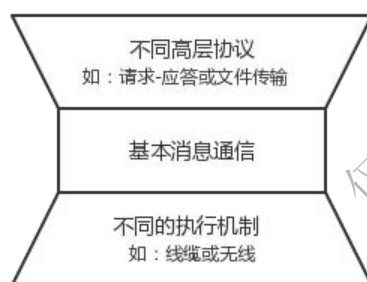 不同高层协议
如：请求-应答或文件传输
基本消息通信
不同的执行机制
如：线缆或无线